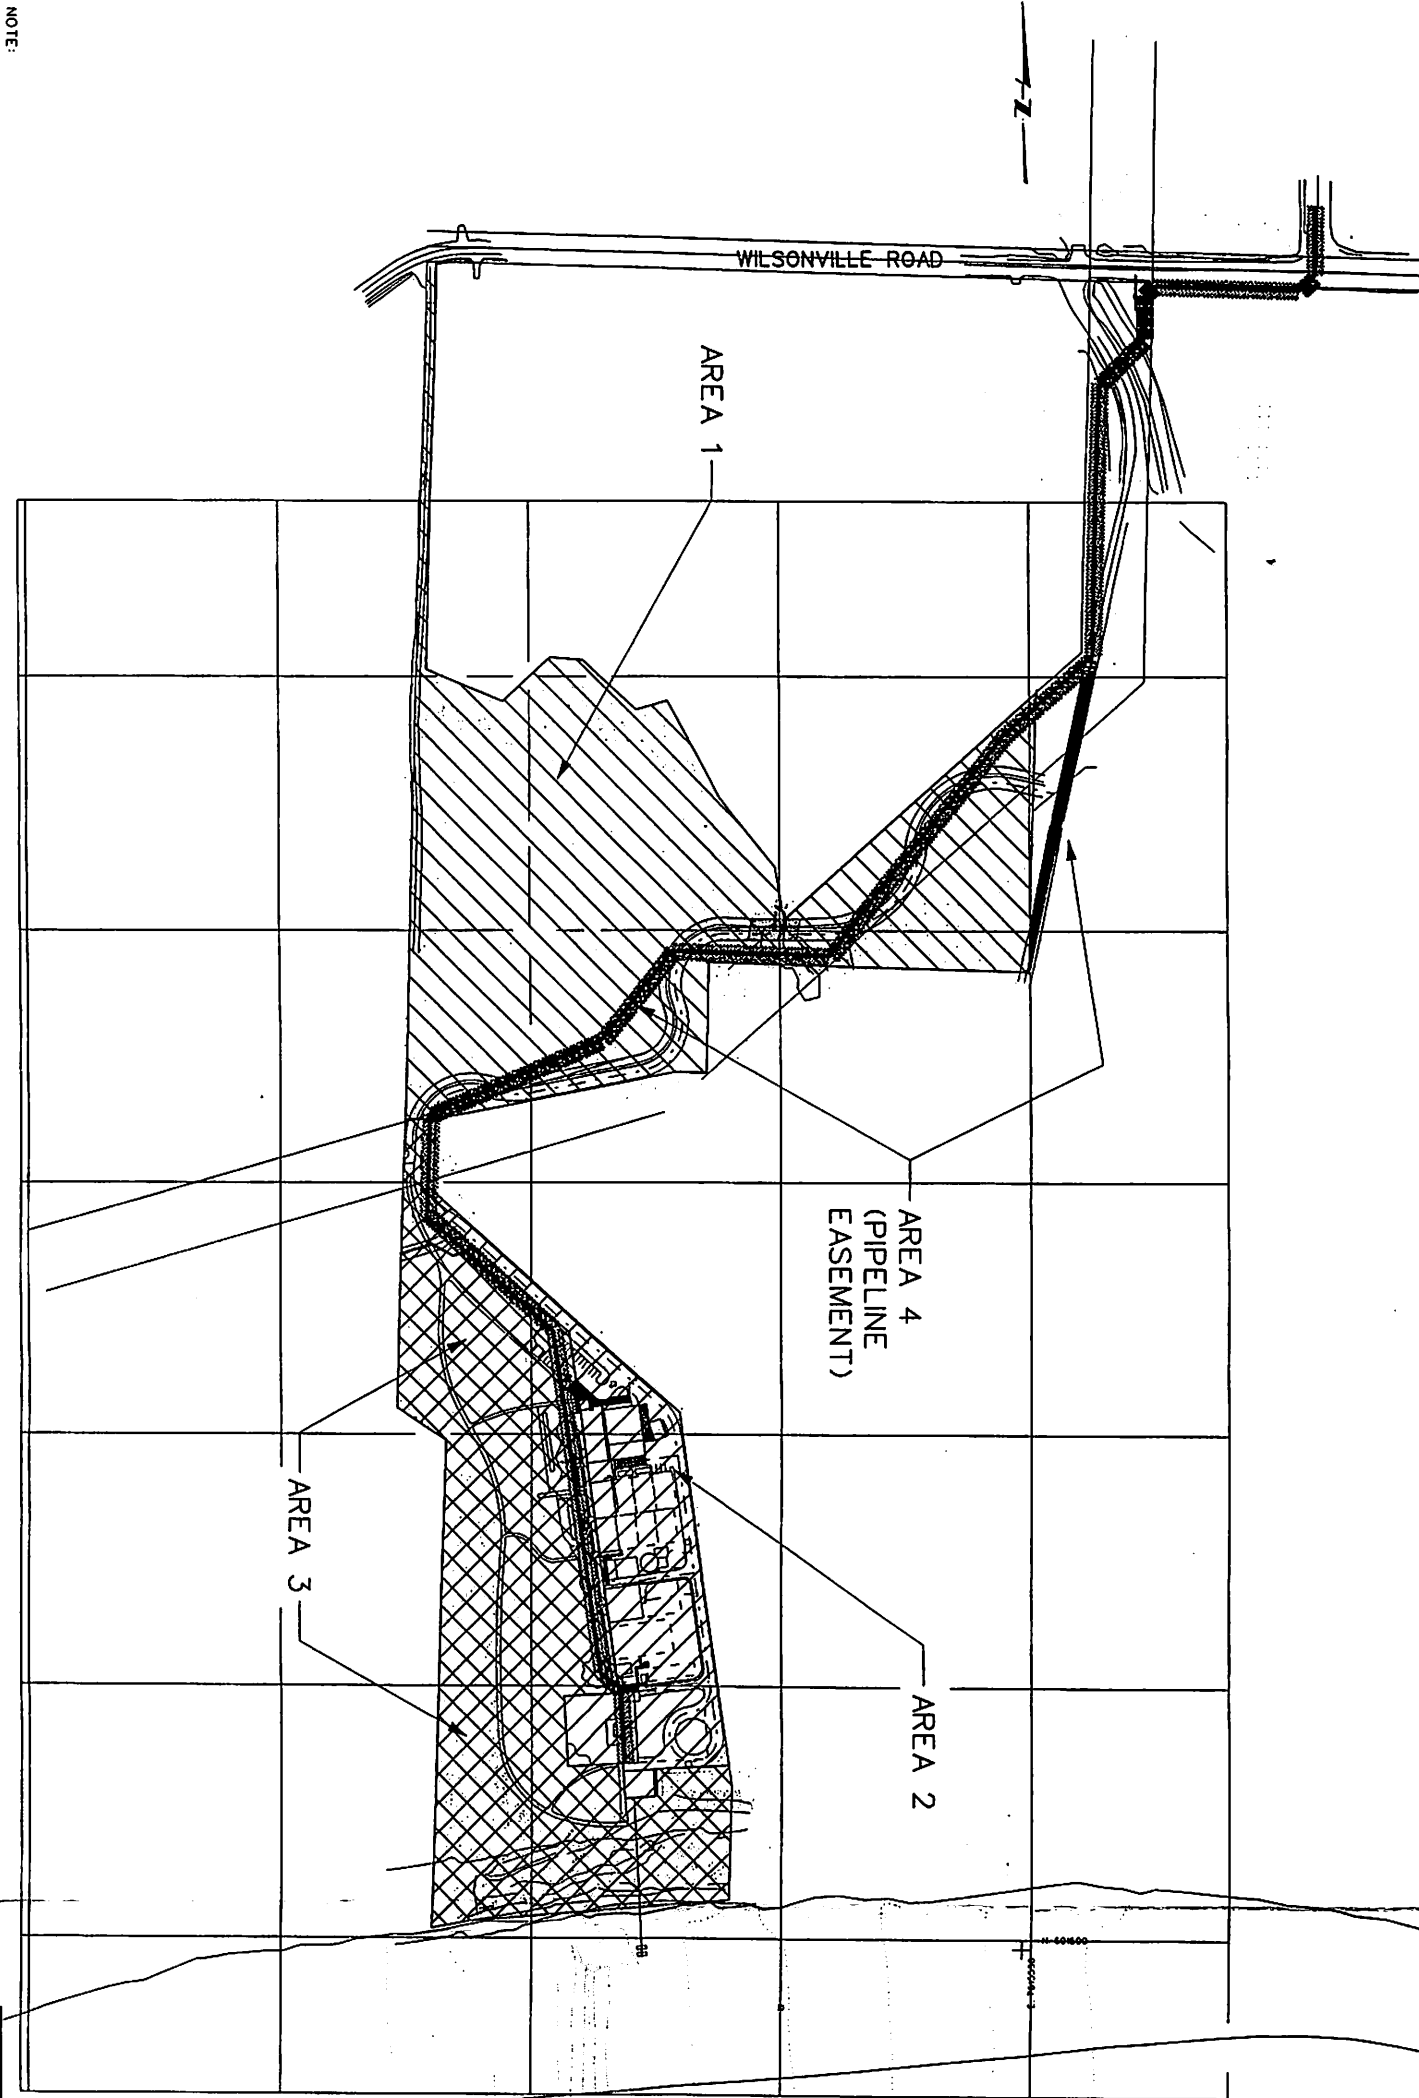 NOTE:
N
WILSONVILLE ROAD
AREA 1
AREA 4
(PIPELINE
EASEMENT)
AREA 2
AREA 3